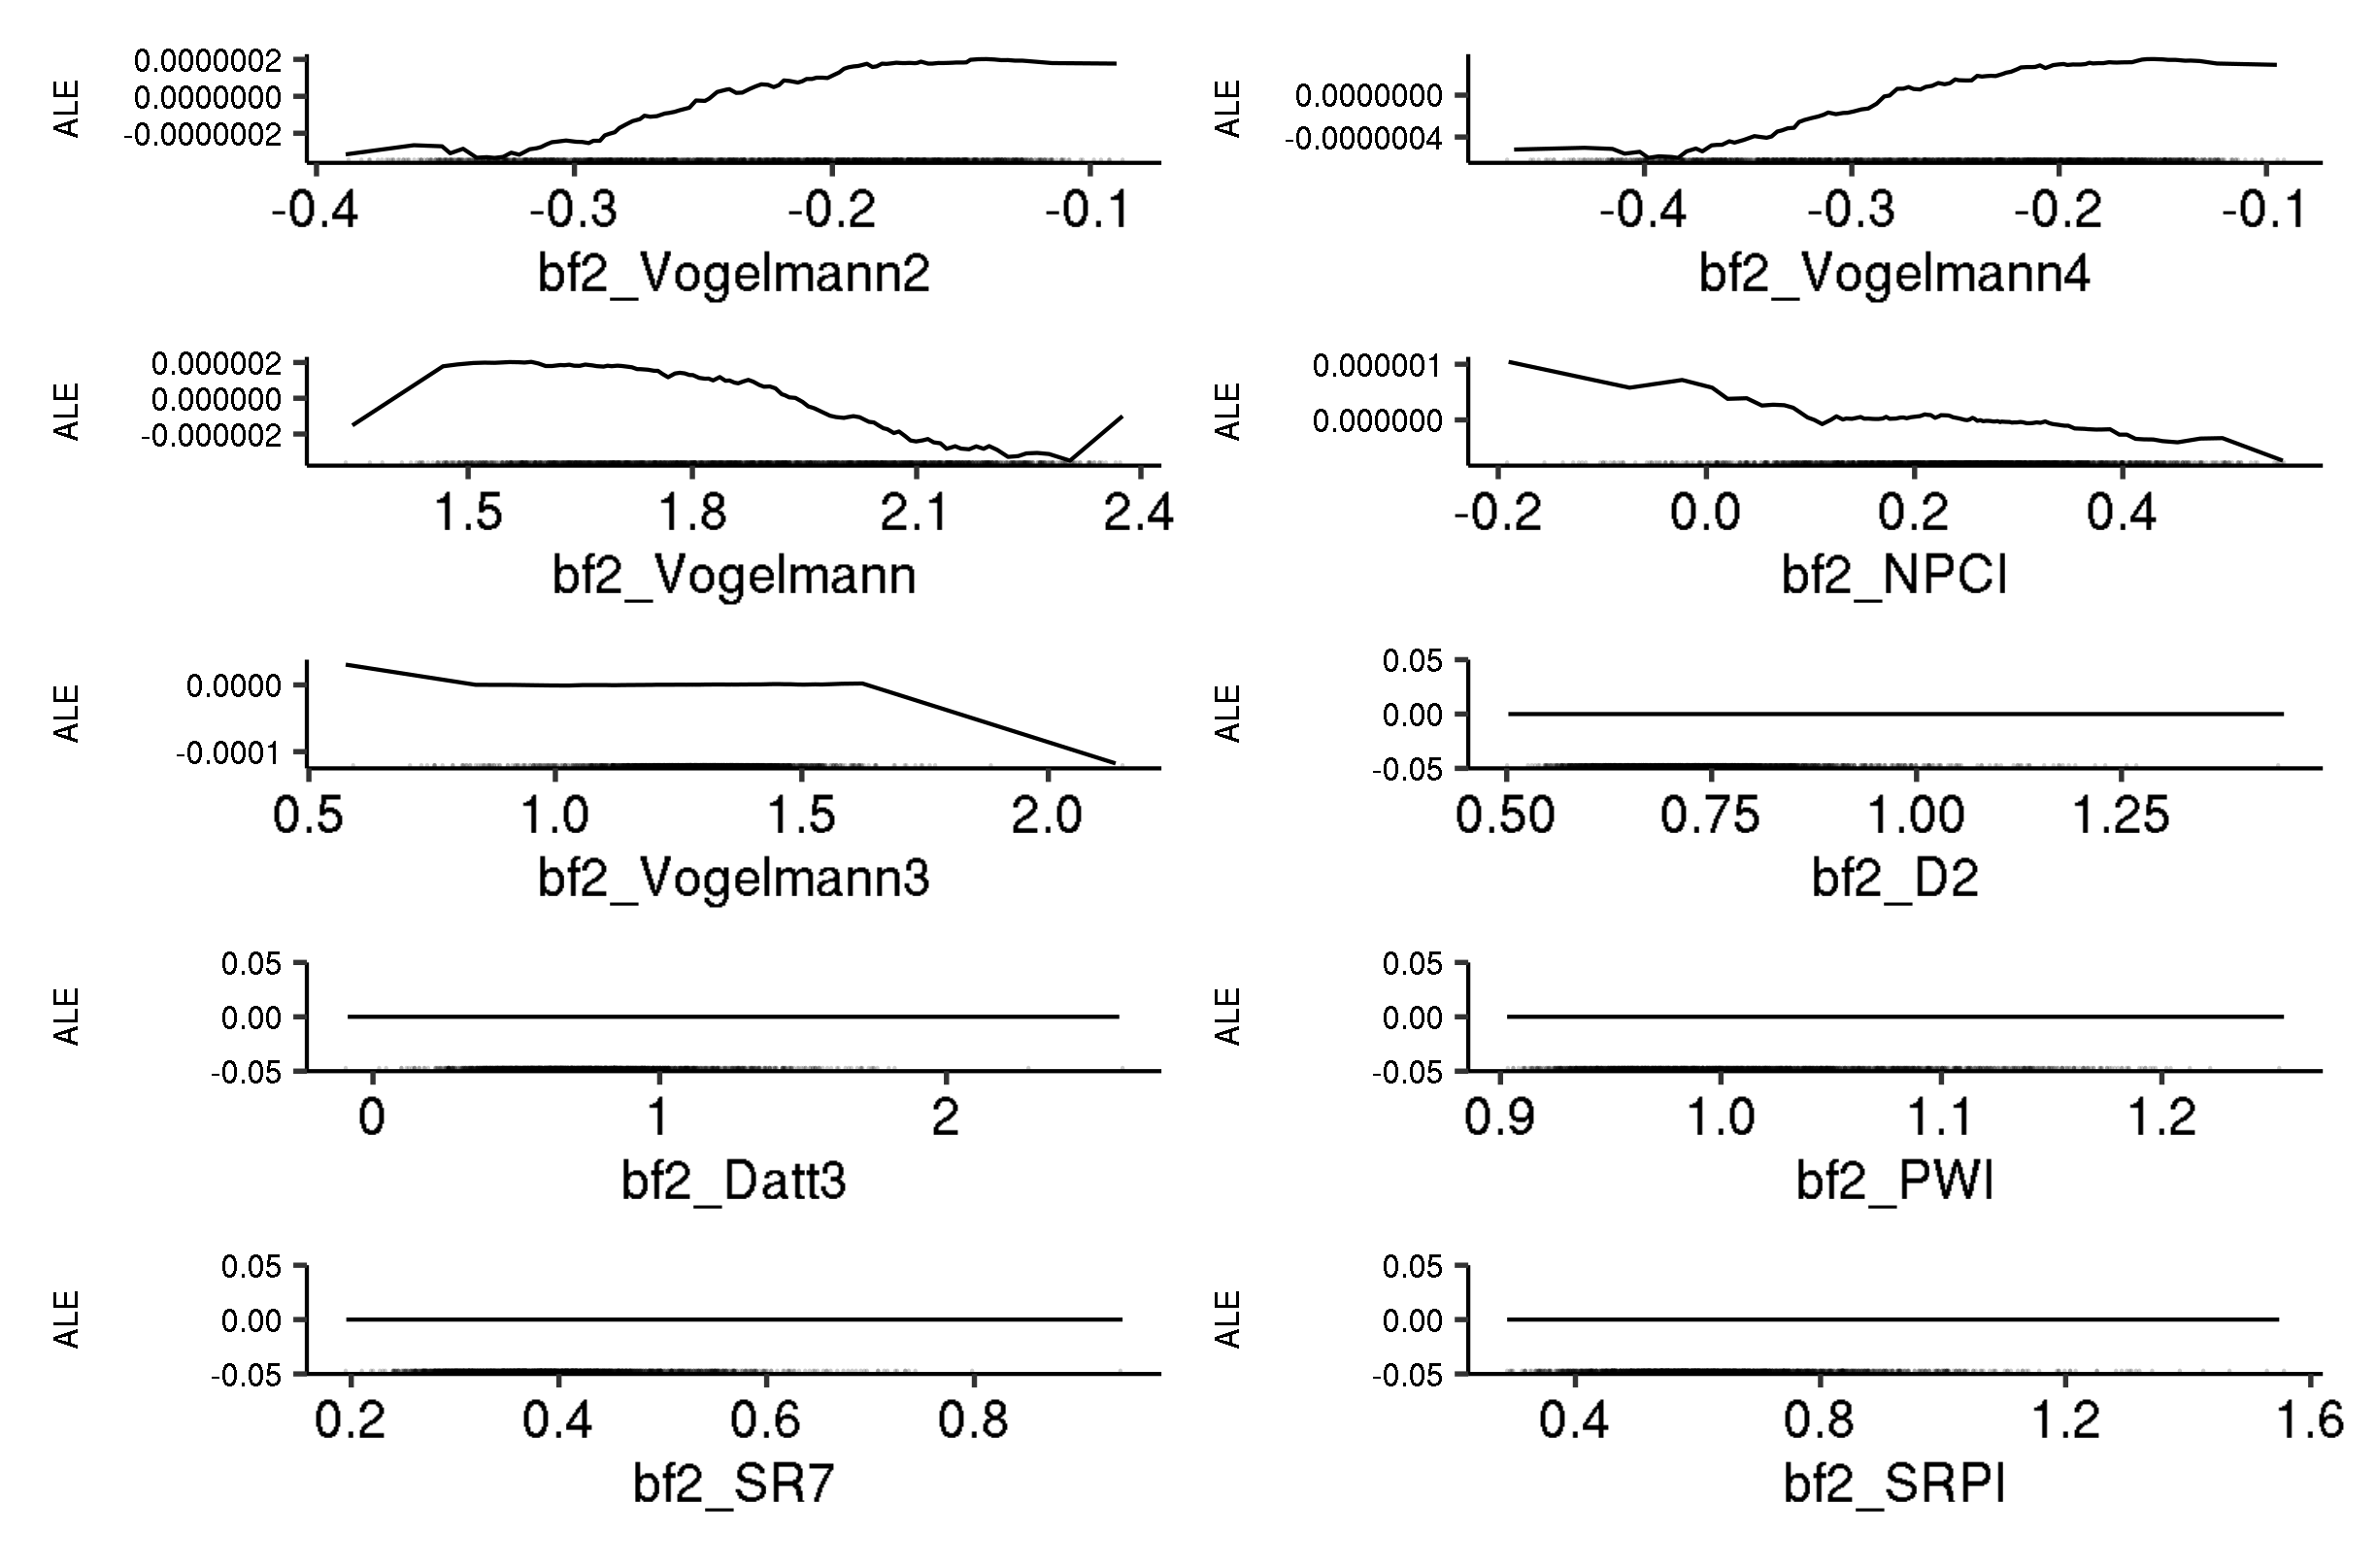 ALE
0.0000002
0.0000000
-0.0000002
-0.4 -0.3 -0.2 -0.1
bf2_Vogelmann2
ALE
0.0000000
-0.0000004
-0.4 -0.3 -0.2 -0.1
bf2_Vogelmann4
ALE
0.000002
0.000000
-0.000002
1.5 1.8 2.1 2.4
bf2_Vogelmann
ALE
0.000001
0.000000
-0.2 0.0 0.2 0.4
bf2_NPCI
ALE
0.0000
-0.0001
0.5 1.0 1.5 2.0
bf2_Vogelmann3
ALE
0.05
0.00
-0.05
0.50 0.75 1.00 1.25
bf2_D2
ALE
0.05
0.00
-0.05
0 1 2
bf2_Datt3
ALE
0.05
0.00
-0.05
0.9 1.0 1.1 1.2
bf2_PWI
ALE
0.05
0.00
-0.05
0.2 0.4 0.6 0.8
bf2_SR7
ALE
0.05
0.00
-0.05
0.4 0.8 1.2 1.6
bf2_SRPI